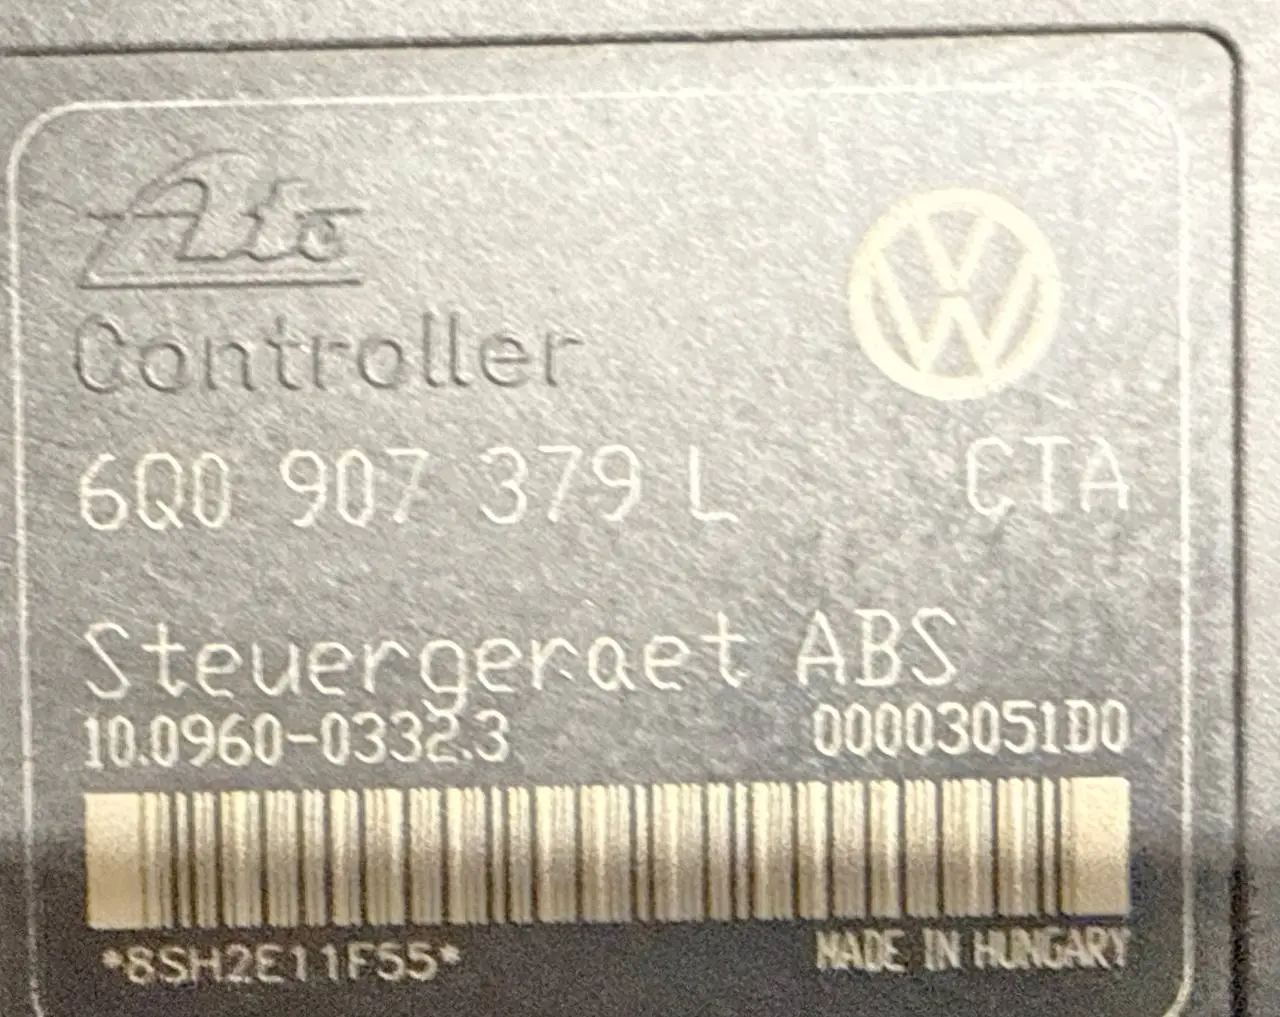 Ate
Controller
6Q0 907 379 L CTA
Steuergeraet ABS
10.0960-0332.3 00003051D0
*8SH2E11F55*
MADE IN HUNGARY